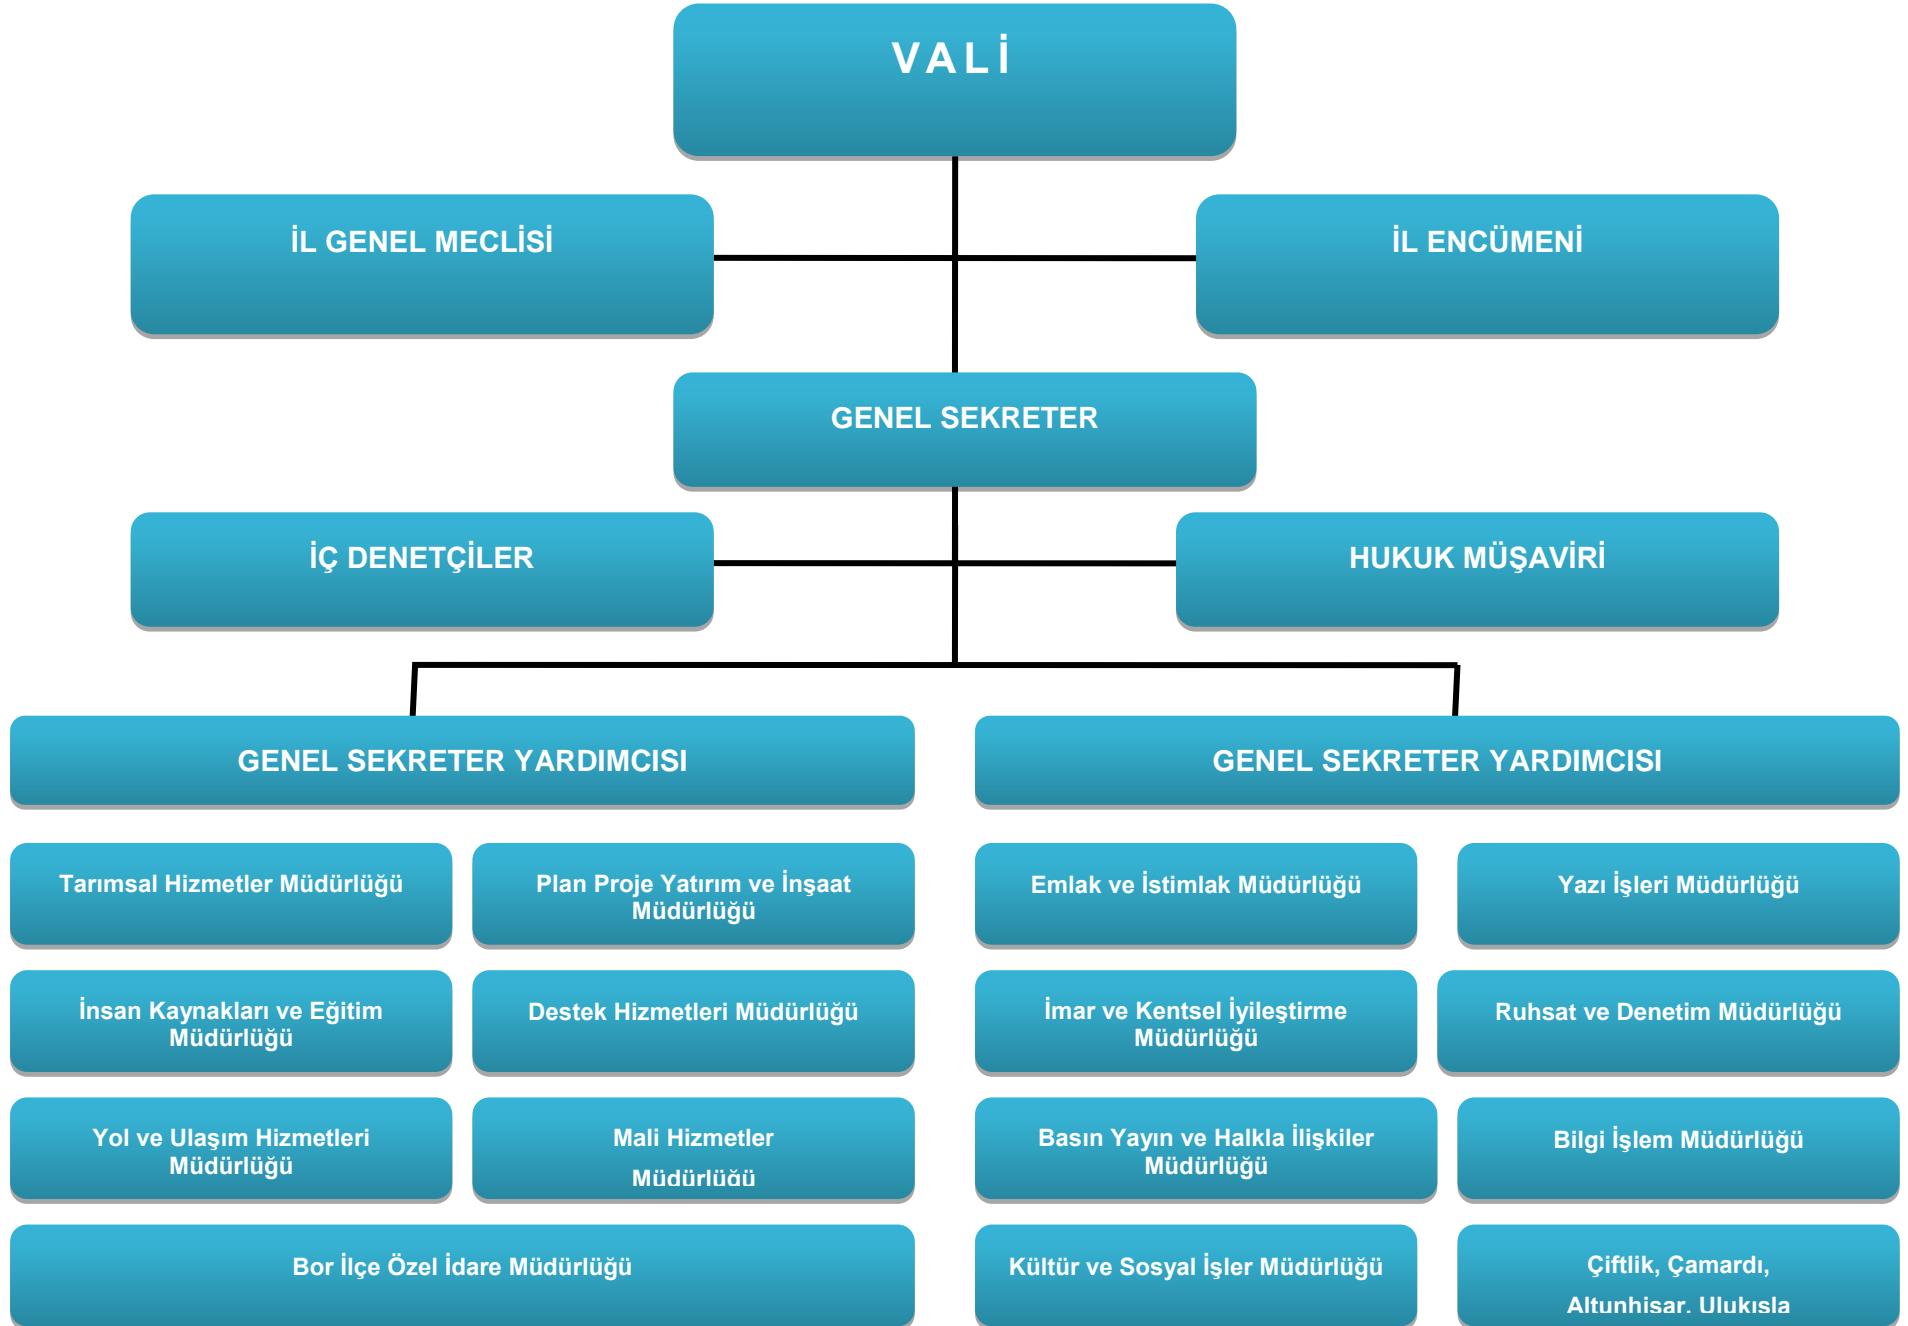 VALİ
İL GENEL MECLİSİ
İL ENCÜMENİ
GENEL SEKRETER
İÇ DENETÇİLER
HUKUK MÜŞAVİRİ
GENEL SEKRETER YARDIMCISI
GENEL SEKRETER YARDIMCISI
Tarımsal Hizmetler Müdürlüğü
Plan Proje Yatırım ve İnşaat
Müdürlüğü
Emlak ve İstimlak Müdürlüğü
Yazı İşleri Müdürlüğü
İnsan Kaynakları ve Eğitim
Müdürlüğü
Destek Hizmetleri Müdürlüğü
İmar ve Kentsel İyileştirme
Müdürlüğü
Ruhsat ve Denetim Müdürlüğü
Yol ve Ulaşım Hizmetleri
Müdürlüğü
Mali Hizmetler
Müdürlüğü
Basın Yayın ve Halkla İlişkiler
Müdürlüğü
Bilgi İşlem Müdürlüğü
Bor İlçe Özel İdare Müdürlüğü
Kültür ve Sosyal İşler Müdürlüğü
Çiftlik, Çamardı,
Altunhisar, Ulukışla